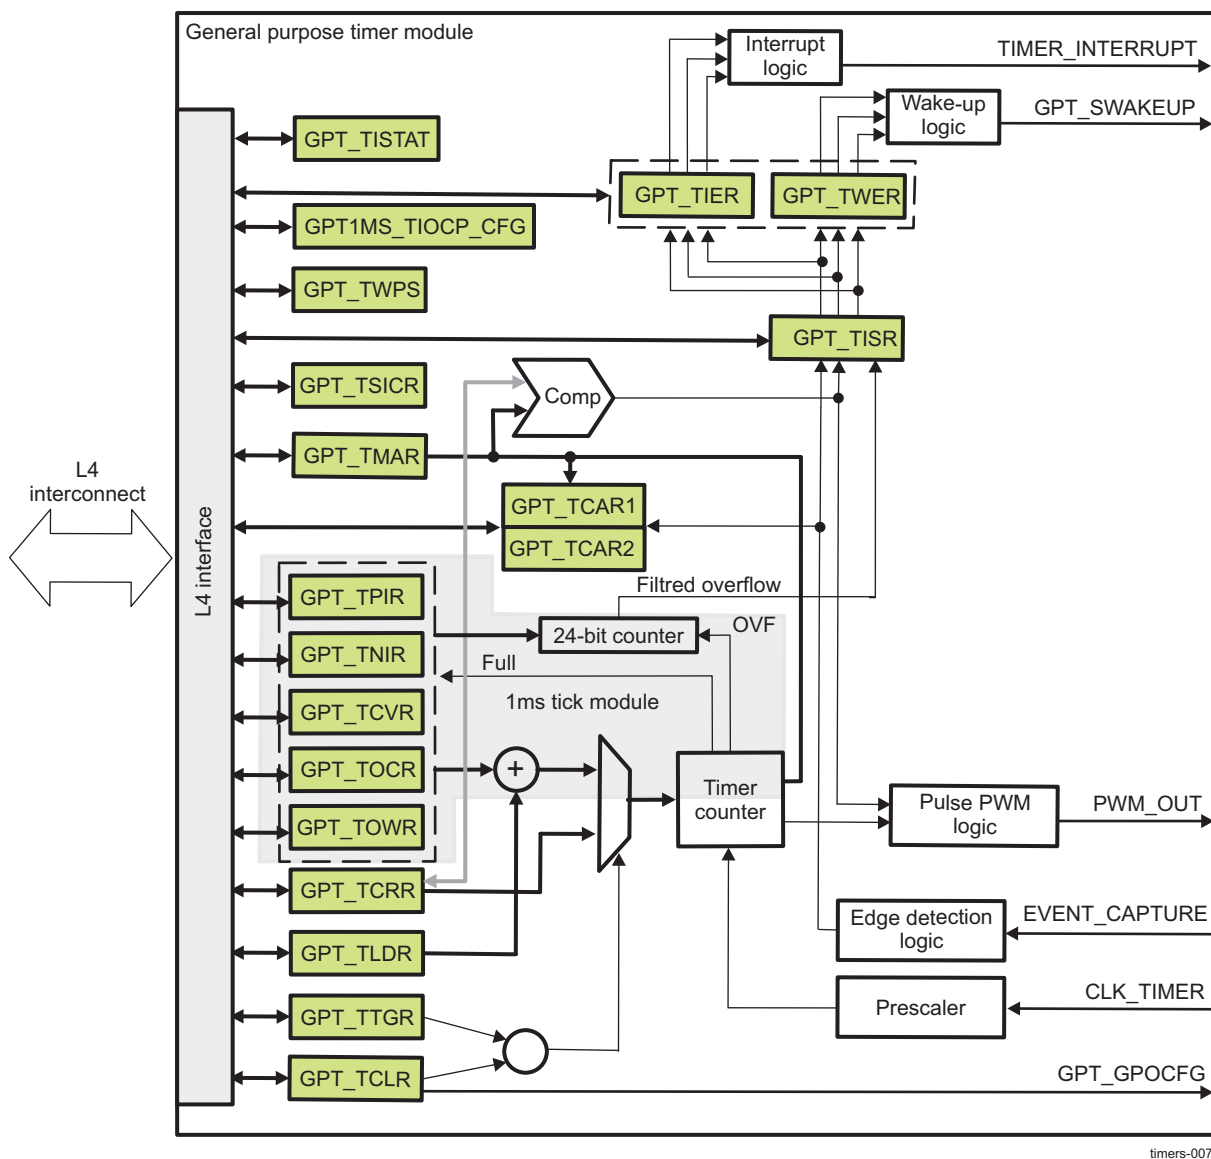 General purpose timer module
Interrupt
logic
TIMER_INTERRUPT
Wake-up
logic
GPT_SWAKEUP
GPT_TISTAT
GPT_TIER
GPT_TWER
GPT1MS_TIOCP_CFG
GPT_TWPS
GPT_TISR
GPT_TSICR
Comp
GPT_TMAR
L4
interconnect
L4 interface
GPT_TCAR1
GPT_TCAR2
Filtred overflow
GPT_TPIR
24-bit counter
OVF
GPT_TNIR
Full
1ms tick module
GPT_TCVR
GPT_TOCR
+
Timer
counter
GPT_TOWR
Pulse PWM
logic
PWM_OUT
GPT_TCRR
Edge detection
logic
EVENT_CAPTURE
GPT_TLDR
Prescaler
CLK_TIMER
GPT_TTGR
GPT_TCLR
GPT_GPOCFG
timers-007